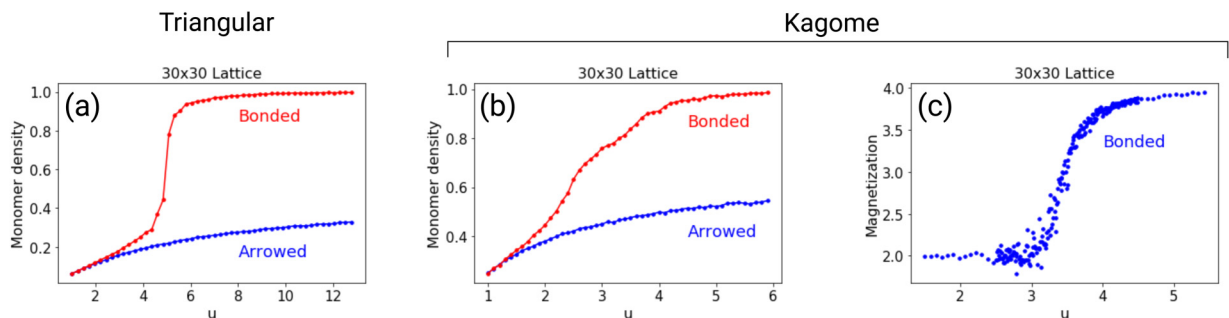 Triangular
Kagome
30x30 Lattice
(a)
Bonded
Arrowed
Monomer density
1.0
0.8
0.6
0.4
0.2
2
4
6
8
10
12
u
30x30 Lattice
(b)
Bonded
Arrowed
Monomer density
1.0
0.8
0.6
0.4
1
2
3
4
5
6
u
30x30 Lattice
(c)
Bonded
Magnetization
4.0
3.5
3.0
2.5
2.0
2
3
4
5
u